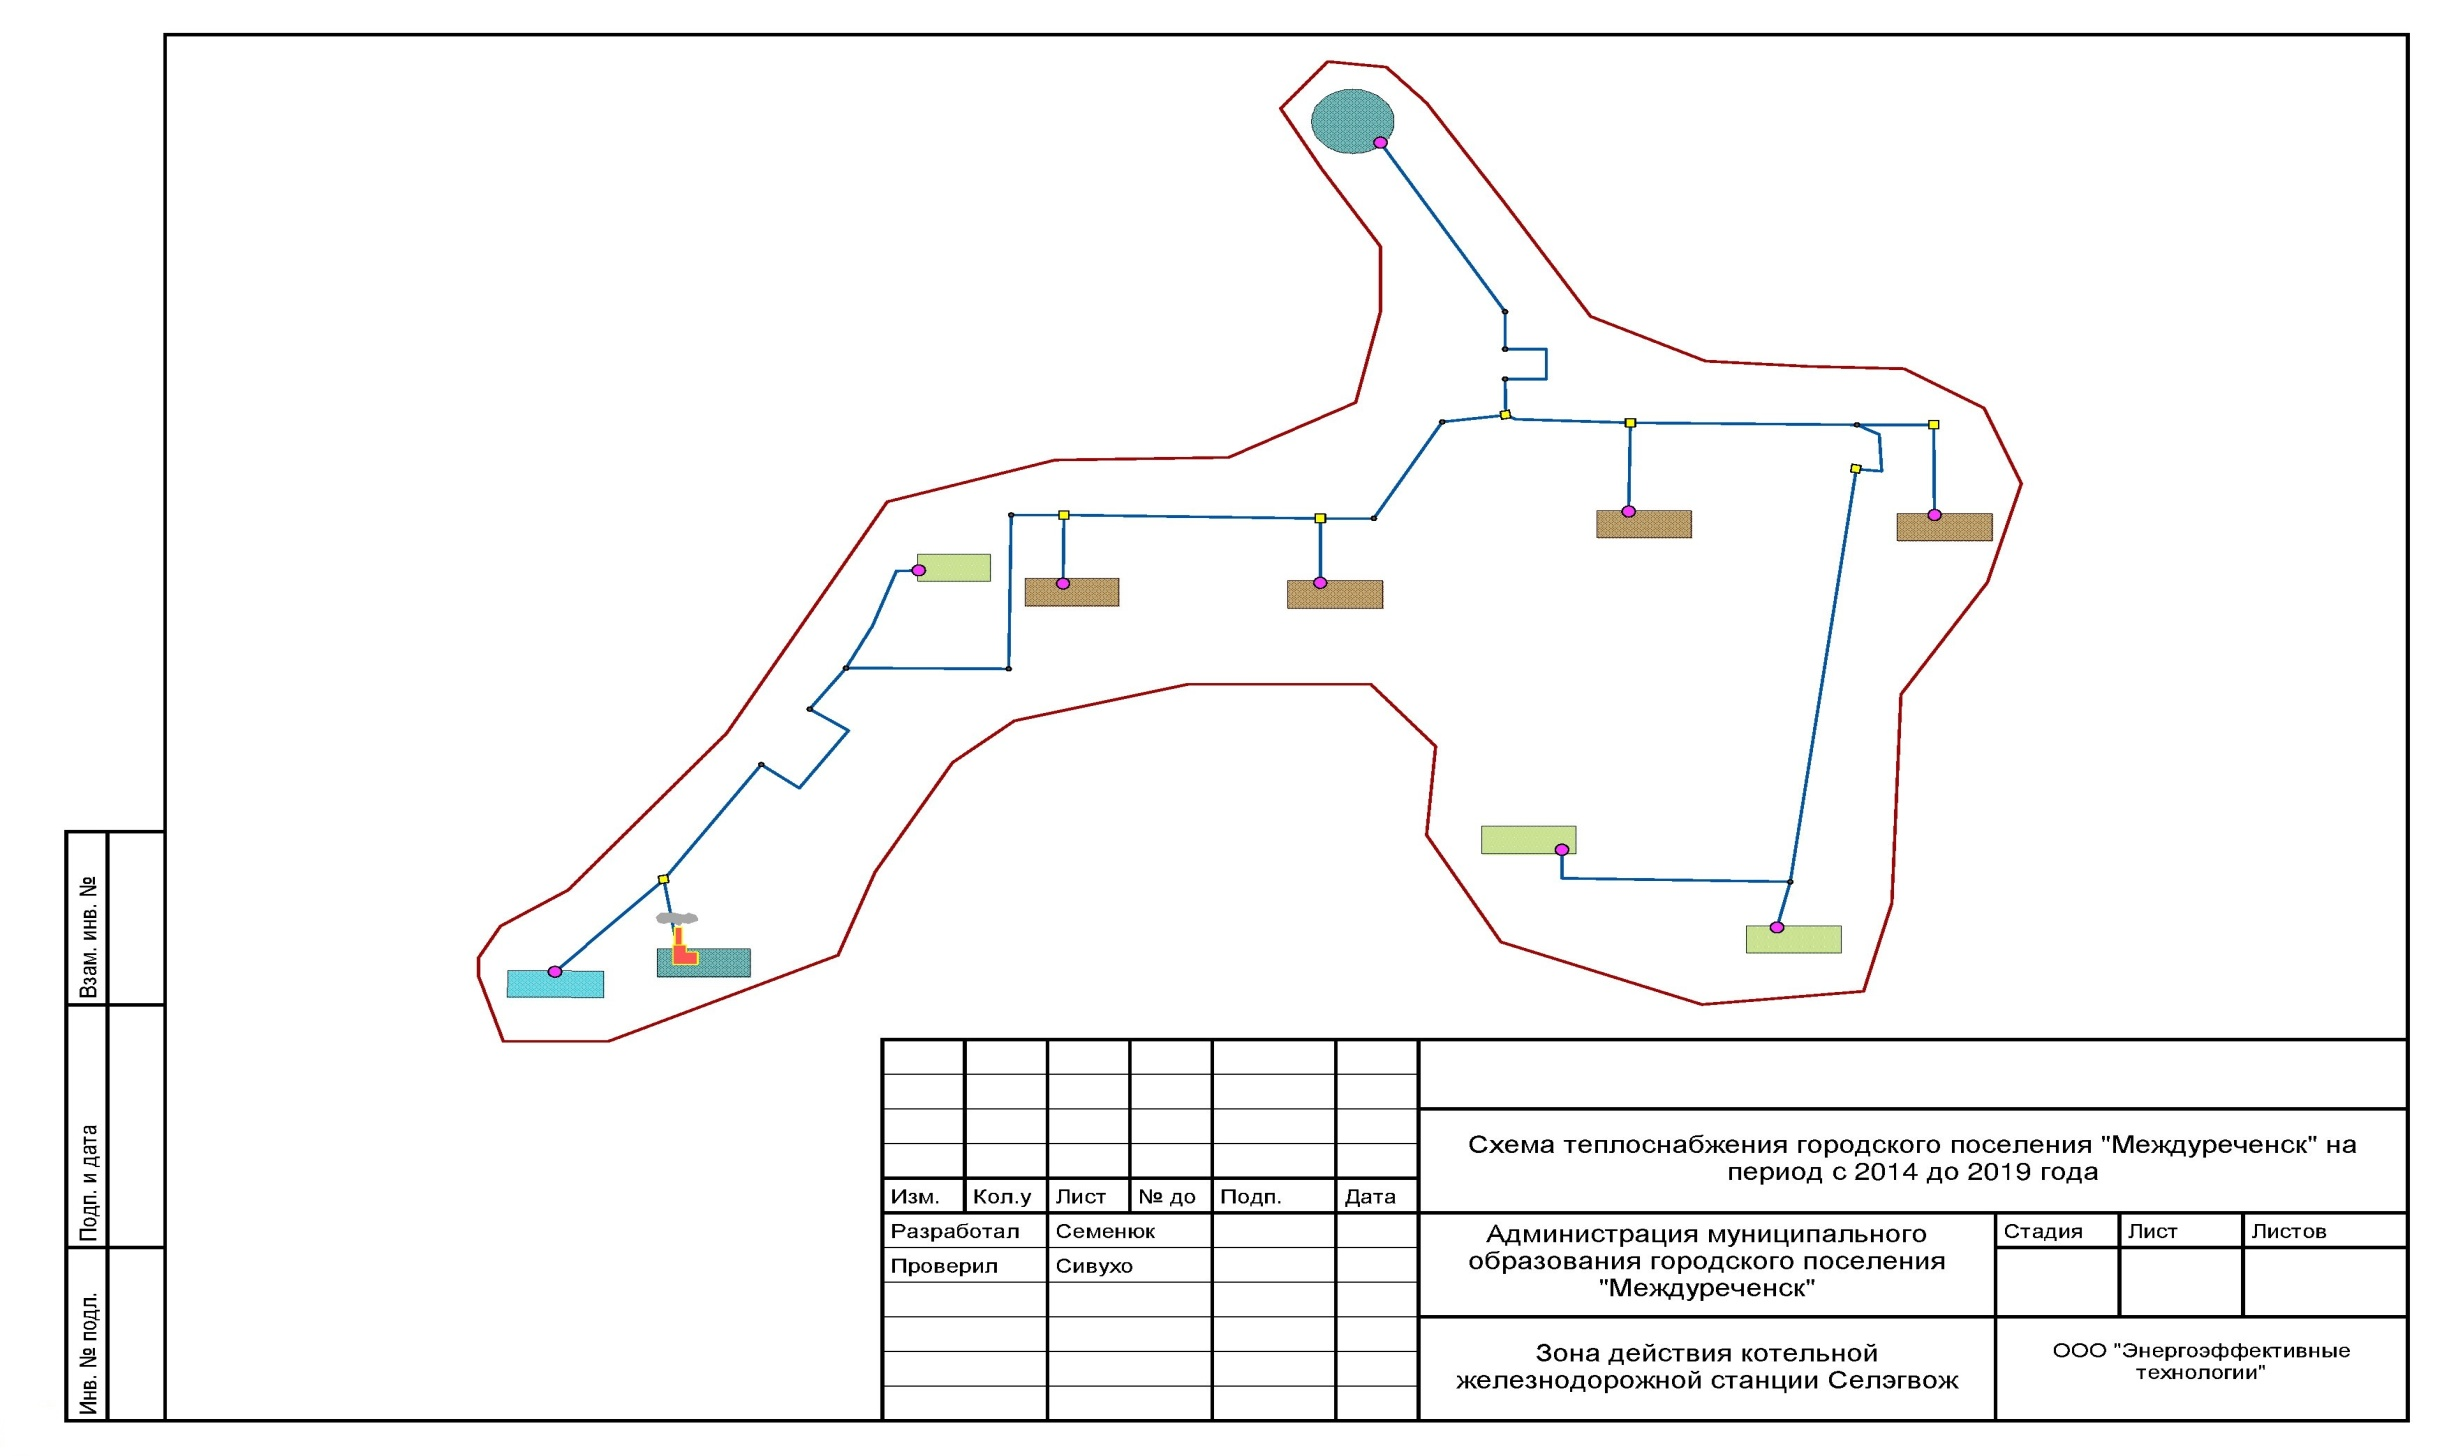 Взам. инв. №
Подп. и дата
Инв. № подл.
Схема теплоснабжения городского поселения "Междуреченск" на
период с 2014 до 2019 года
Изм. Кол.у Лист № до Подп. Дата
Разработал Семенюк
Проверил Сивухо
Администрация муниципального
образования городского поселения
"Междуреченск"
Стадия Лист Листов
Зона действия котельной
железнодорожной станции Селэгвож
ООО "Энергоэффективные
технологии"